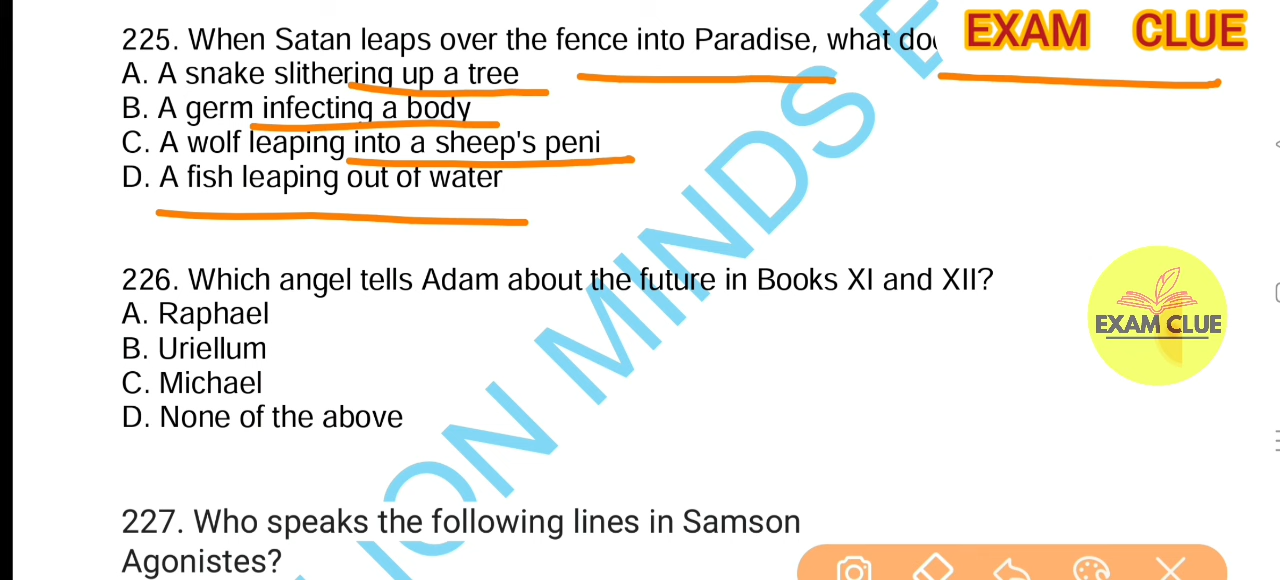 225. When Satan leaps over the fence into Paradise, what
EXAM CLUE
A. A snake slithering up a tree
B. A germ infecting a body
C. A wolf leaping into a sheep's peni
D. A fish leaping out of water
226. Which angel tells Adam about the future in Books XI and XII?
A. Raphael
B. Uriellum
C. Michael
D. None of the above
EXAM CLUE
227. Who speaks the following lines in Samson
Agonistes?
ION MINDS E